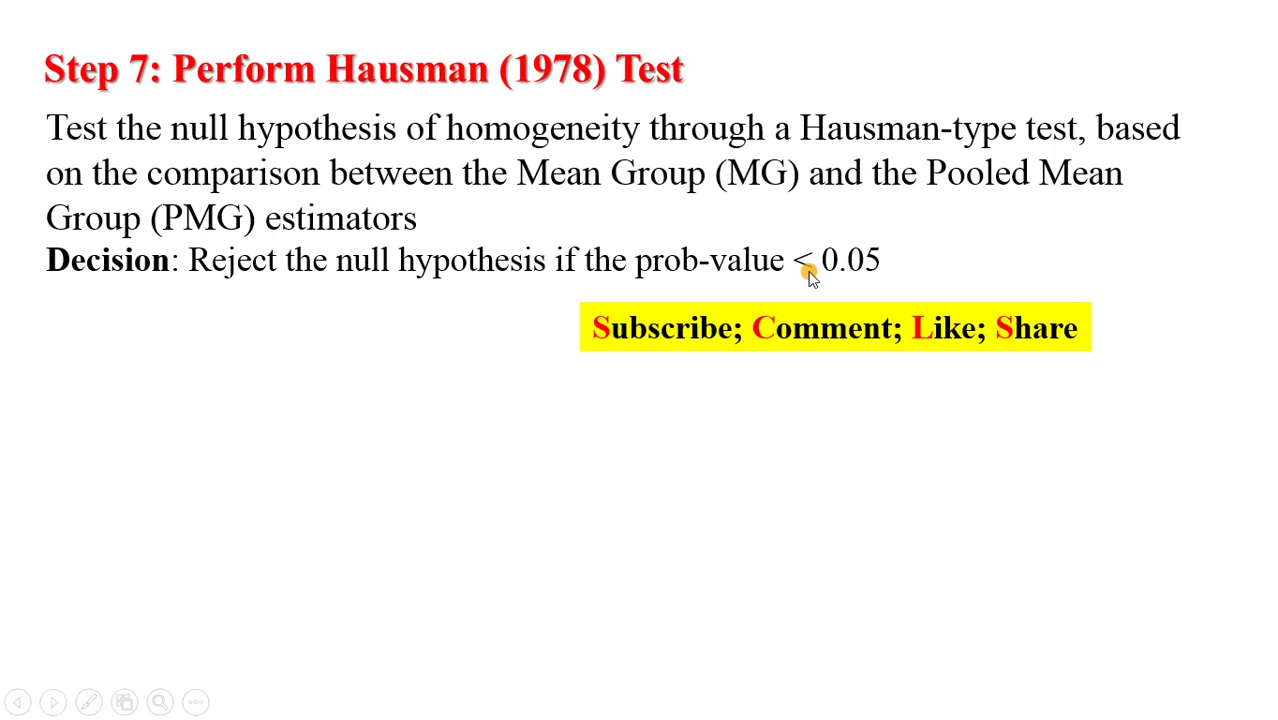 Step 7: Perform Hausman (1978) Test
Test the null hypothesis of homogeneity through a Hausman-type test, based
on the comparison between the Mean Group (MG) and the Pooled Mean
Group (PMG) estimators
Decision: Reject the null hypothesis if the prob-value < 0.05
Subscribe; Comment; Like; Share